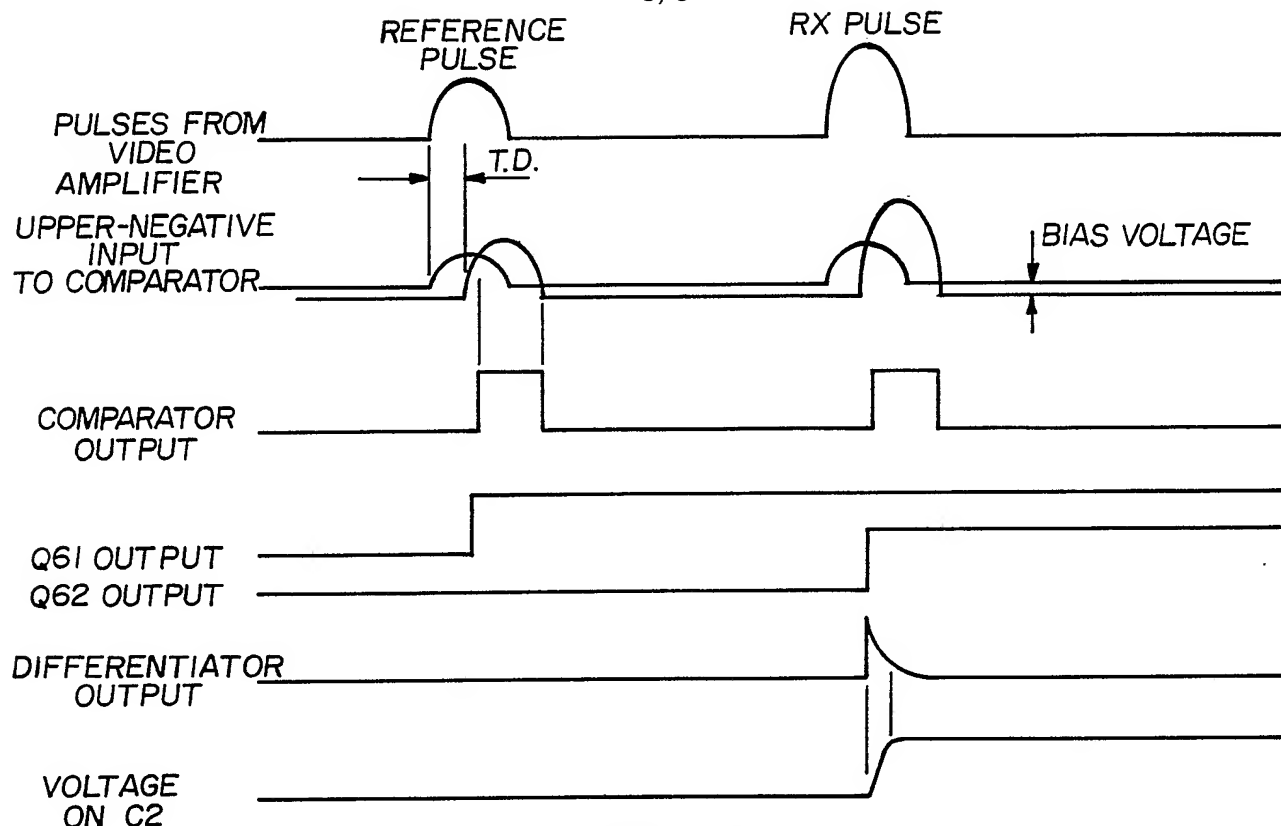 REFERENCE
PULSE
RX PULSE
PULSES FROM
VIDEO
AMPLIFIER
T.D.
UPPER-NEGATIVE
INPUT
TO COMPARATOR
BIAS VOLTAGE
COMPARATOR
OUTPUT
Q61 OUTPUT
Q62 OUTPUT
DIFFERENTIATOR
OUTPUT
VOLTAGE
ON C2